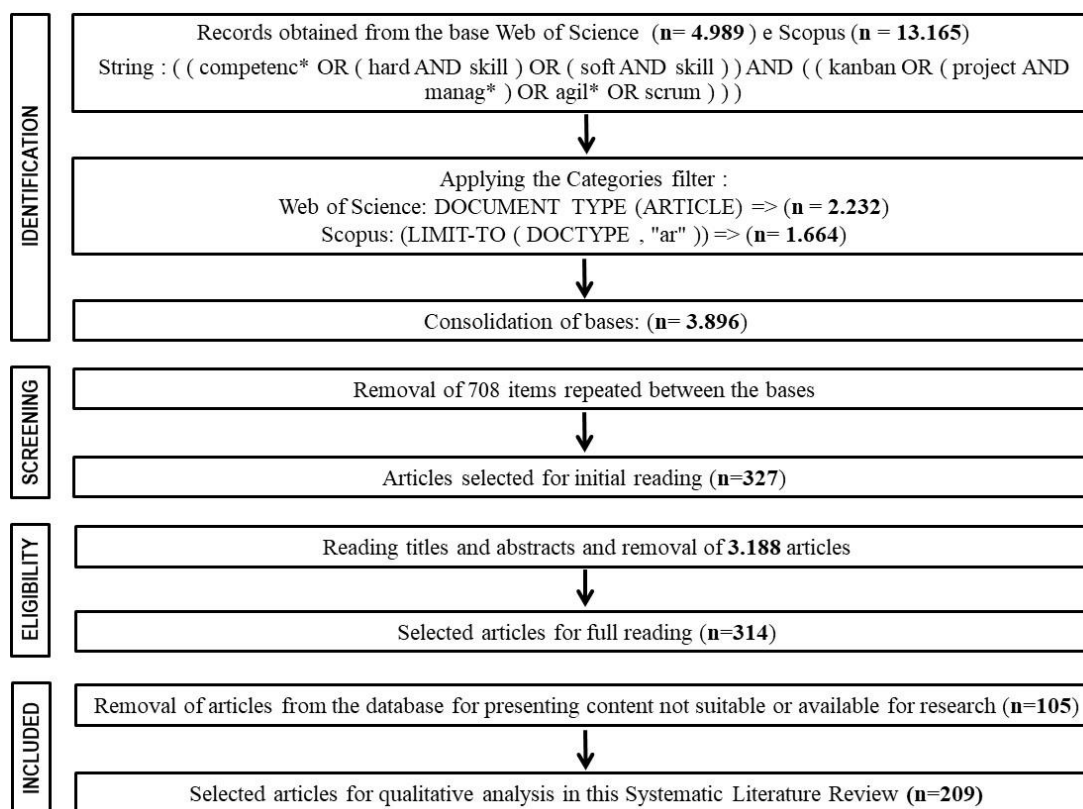 IDENTIFICATION
Records obtained from the base Web of Science (n= 4.989 ) e Scopus ( n = 13.165)
String : ( ( competenc* OR ( hard AND skill ) OR ( soft AND skill ) ) AND ( ( kanban OR ( project AND
manag* ) OR agil* OR scrum ) ) )
Applying the Categories filter :
Web of Science: DOCUMENT TYPE (ARTICLE) => (n = 2.232)
Scopus: (LIMIT-TO ( DOCTYPE , "ar" )) => (n= 1.664)
Consolidation of bases: (n= 3.896)
SCREENING
Removal of 708 items repeated between the bases
Articles selected for initial reading (n=327)
ELIGIBILITY
Reading titles and abstracts and removal of 3.188 articles
Selected articles for full reading (n=314)
INCLUDED
Removal of articles from the database for presenting content not suitable or available for research (n=105)
Selected articles for qualitative analysis in this Systematic Literature Review (n=209)